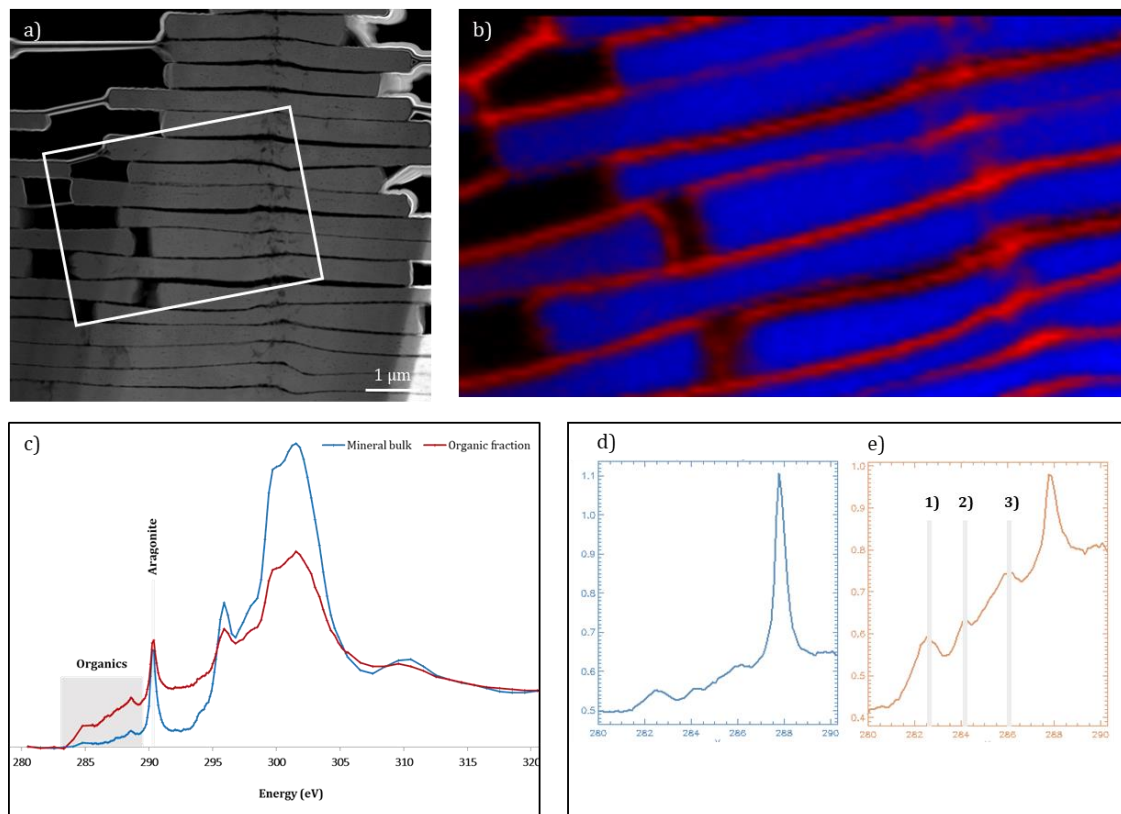 a)
1 μm
b)
c)
Mineral bulk Organic fraction
Aragonite
Organics
280 285 290 295 300 305 310 315 320
Energy (eV)
d)
1.1
1.0
0.9
0.8
0.7
0.6
0.5
280 282 284 286 288 290
e)
1) 2) 3)
1.0
0.9
0.8
0.7
0.6
0.5
0.4
280 282 284 286 288 290